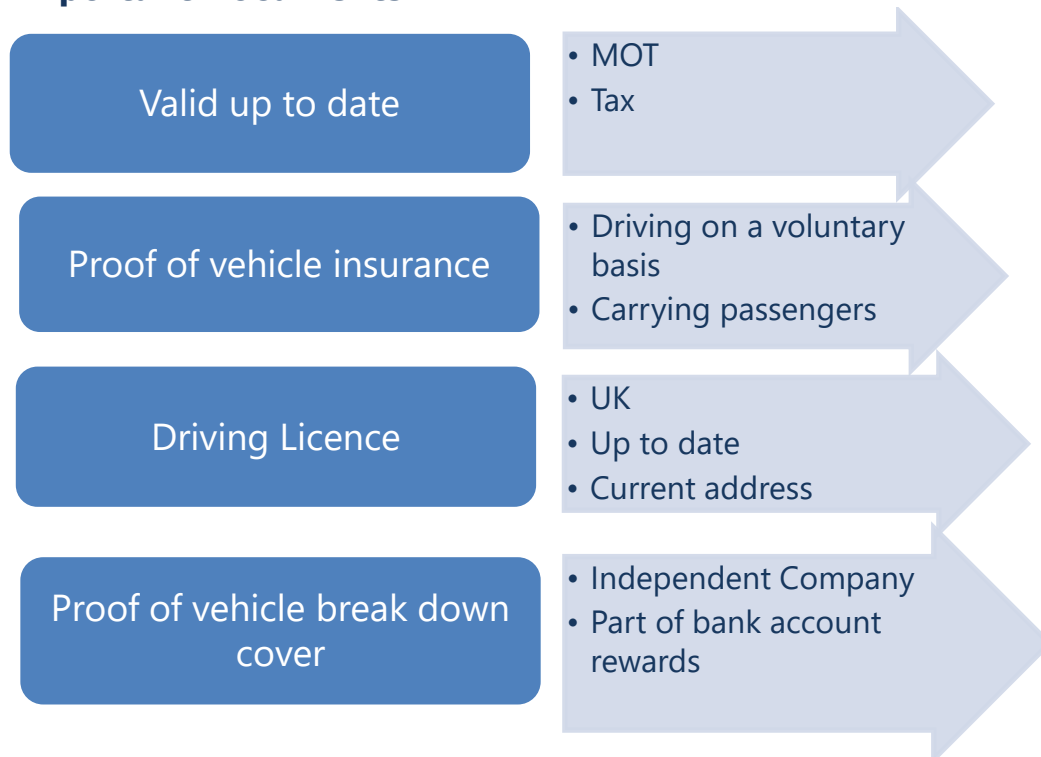 Valid up to date
• MOT
• Tax
Proof of vehicle insurance
• Driving on a voluntary
basis
• Carrying passengers
Driving Licence
• UK
• Up to date
• Current address
Proof of vehicle break down
cover
• Independent Company
• Part of bank account
rewards